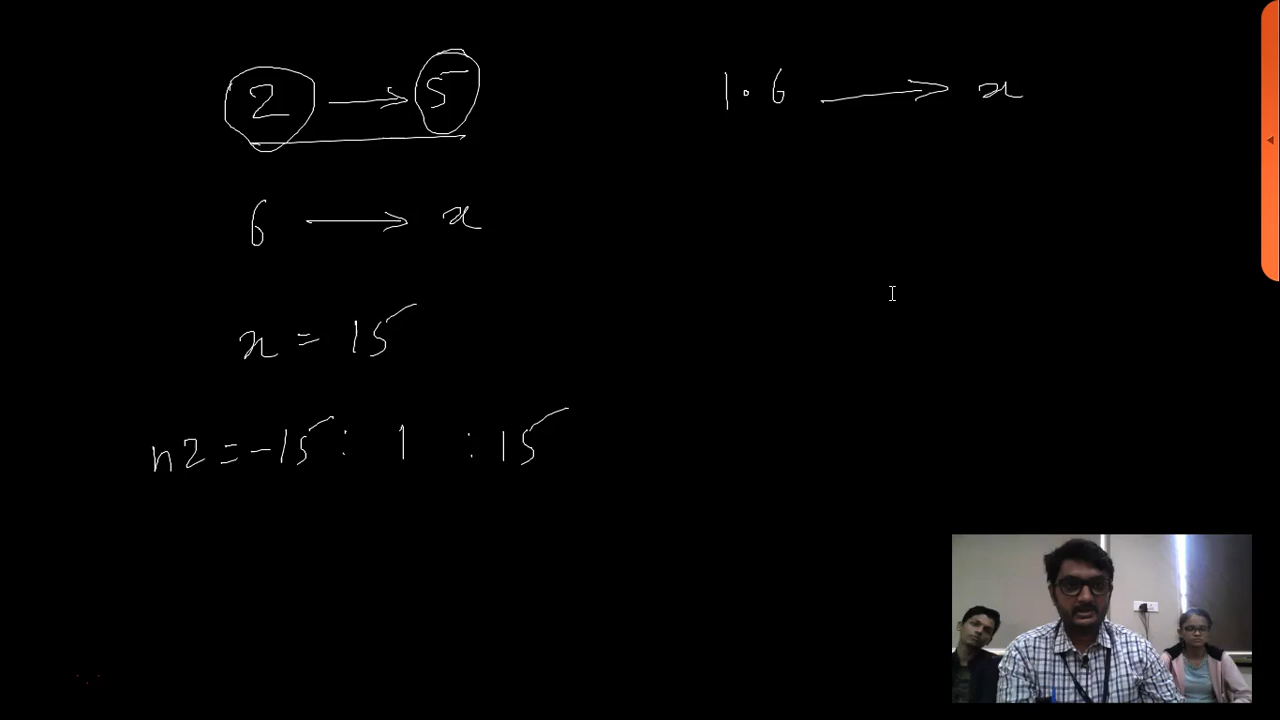 2 → 5
6 → x
x = 15
n2 = -15 : 1 : 15
1.6 → x